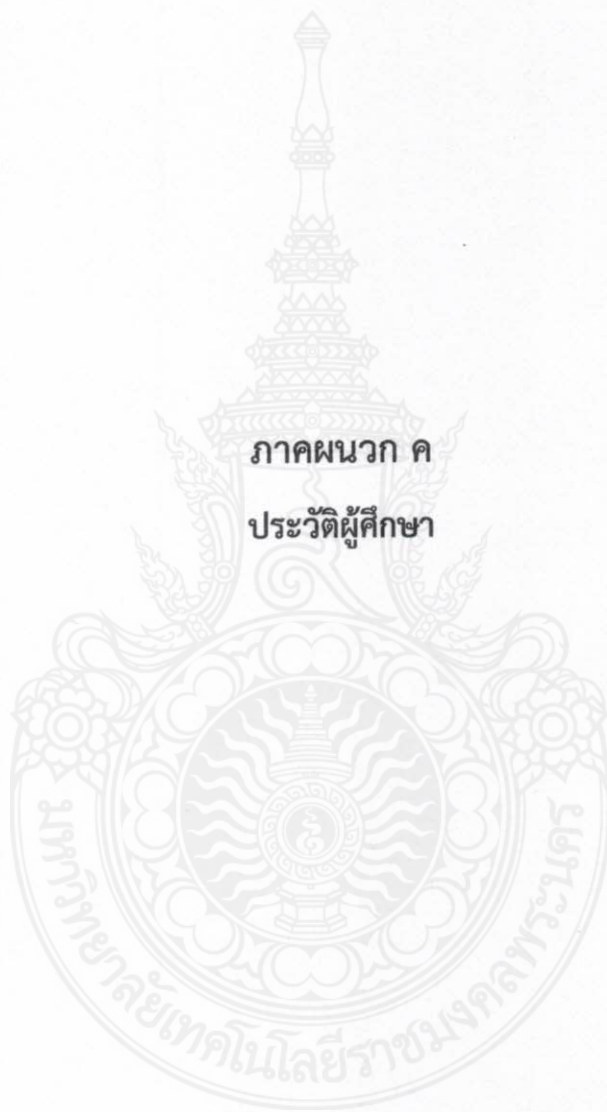 ภาคผนวก ค
ประวัติผู้ศึกษา
มหาวิทยาลัยเทคโนโลยีราชมงคลพระนคร